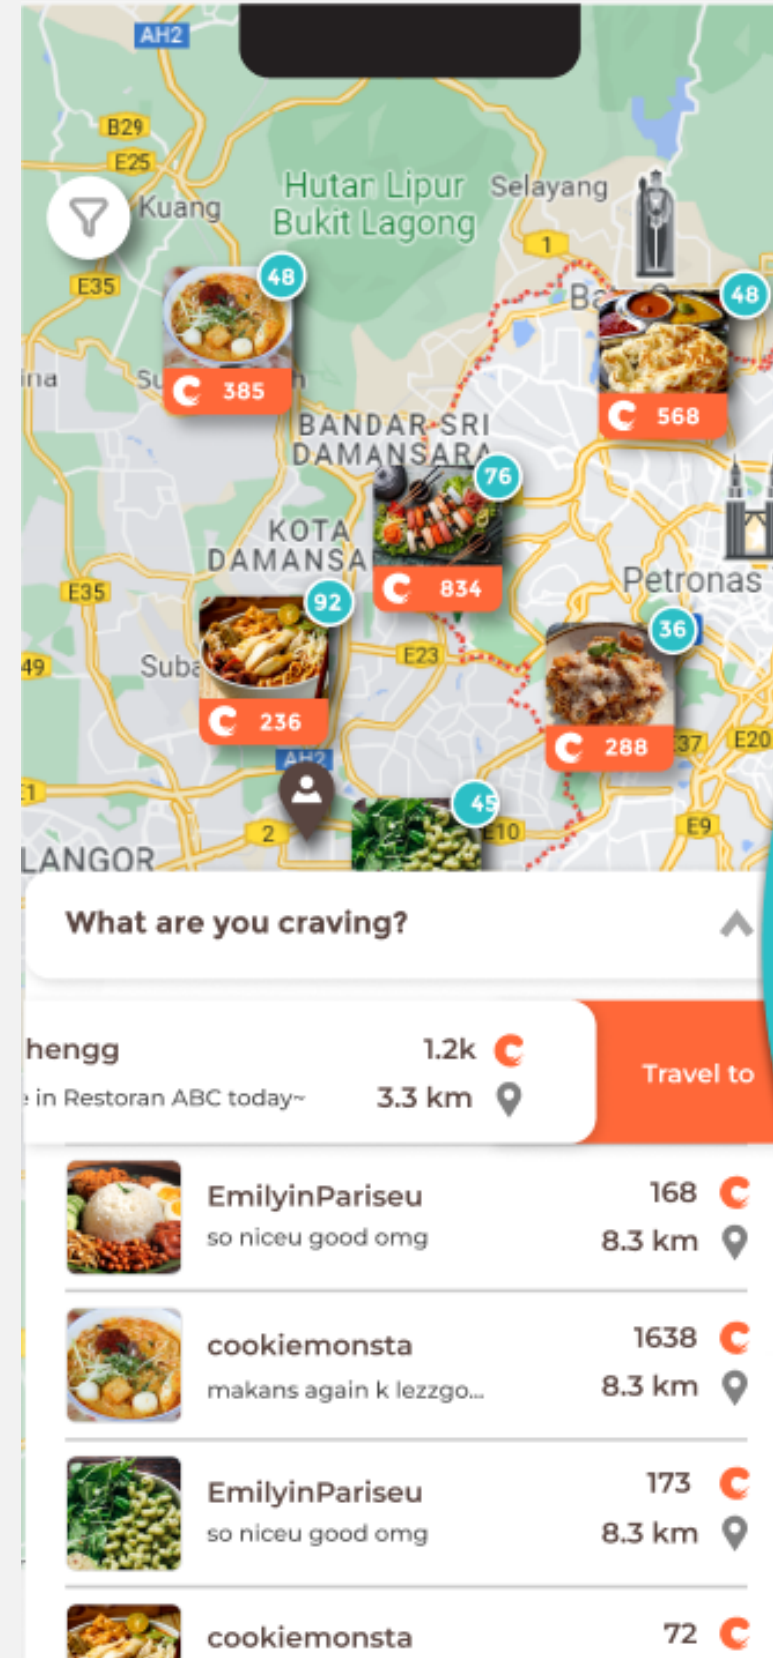 AH2
B29
E25
Hutan Lipur
Bukit Lagong
Selayang
Kuang
1
E35
48
48
385
568
BANDAR SRI
DAMANSARA
76
KOTA
DAMANSA
834
Petronas
E35
92
36
E23
49
236
288
37
E20
AH2
45
2
E10
E9
LANGOR
What are you craving?
hengg
1.2k
in Restoran ABC today~
3.3 km
Travel to
EmilyinPariseu
168
so niceu good omg
8.3 km
cookiemonsta
1638
makans again k lezzgo...
8.3 km
EmilyinPariseu
173
so niceu good omg
8.3 km
cookiemonsta
72